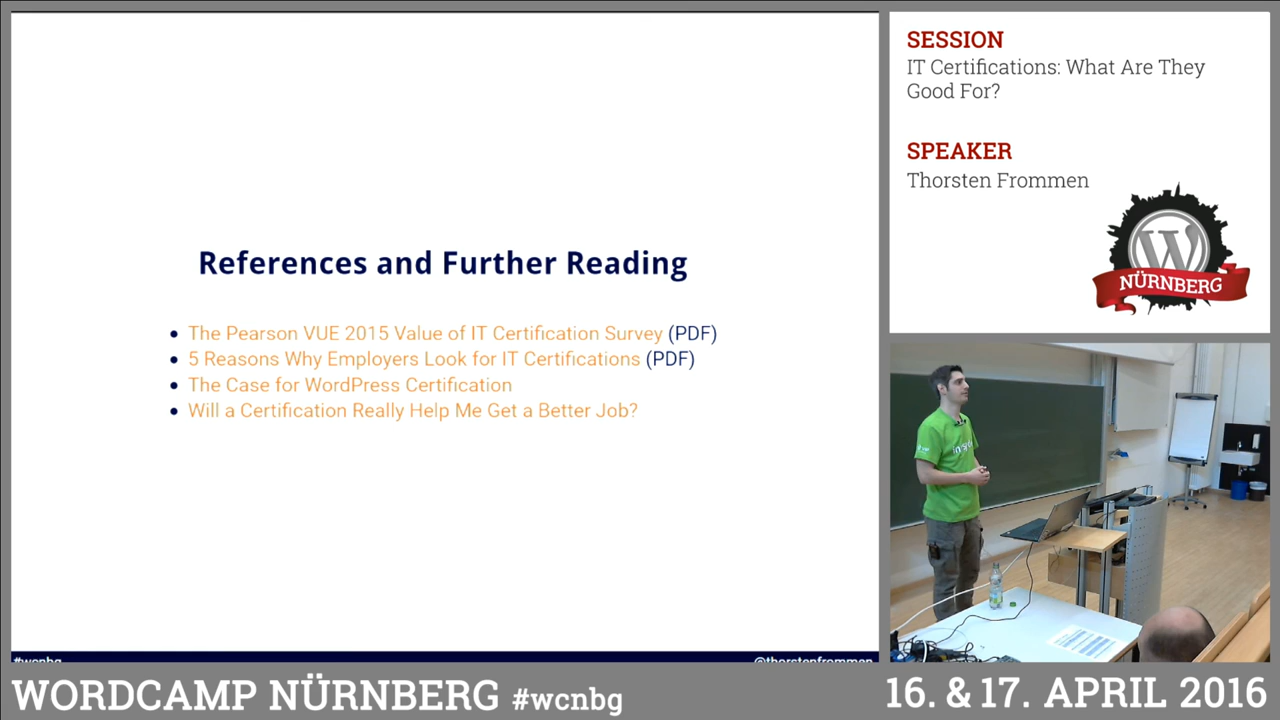 References and Further Reading
The Pearson VUE 2015 Value of IT Certification Survey (PDF)
5 Reasons Why Employers Look for IT Certifications (PDF)
The Case for WordPress Certification
Will a Certification Really Help Me Get a Better Job?
#wcnbg
@thorstenfrommen
SESSION
IT Certifications: What Are They
Good For?
SPEAKER
Thorsten Frommen
W
NÜRNBERG
WORDCAMP NÜRNBERG #wcnbg
16. & 17. APRIL 2016